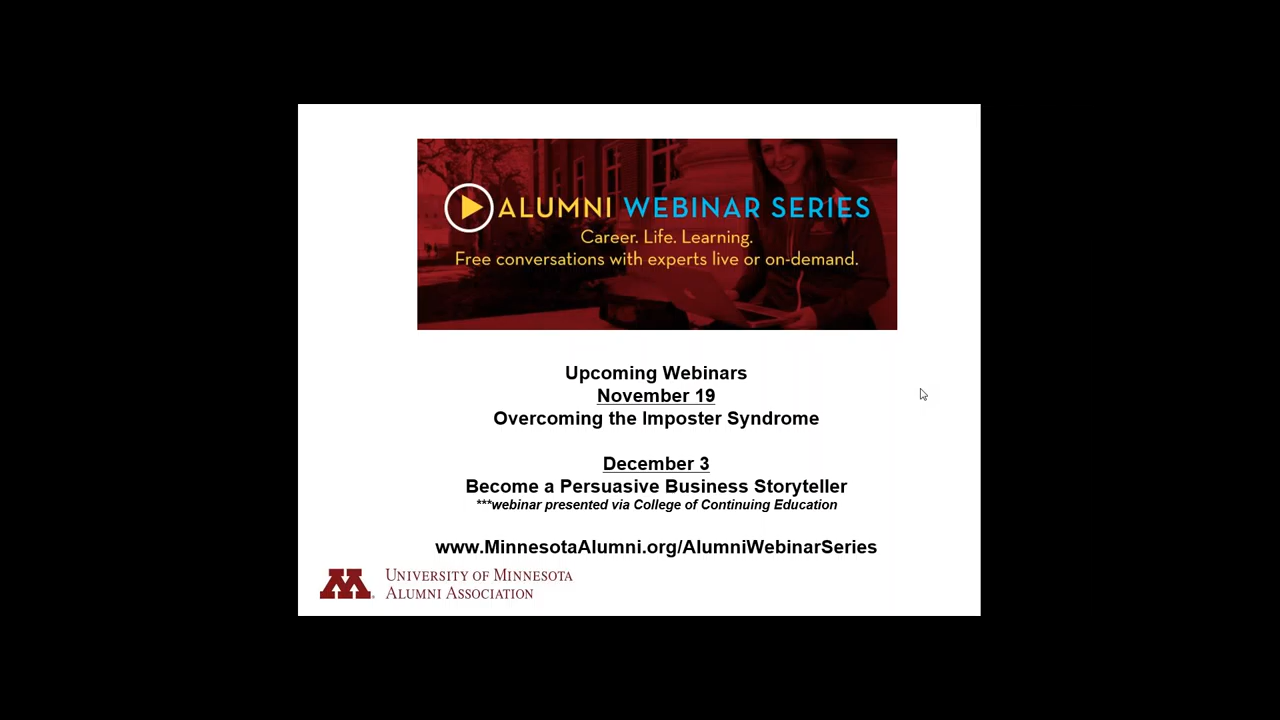 ALUMNI WEBINAR SERIES
Career. Life. Learning.
Free conversations with experts live or on-demand.
Upcoming Webinars
November 19
Overcoming the Imposter Syndrome
December 3
Become a Persuasive Business Storyteller
***webinar presented via College of Continuing Education
www.MinnesotaAlumni.org/AlumniWebinarSeries
M
UNIVERSITY OF MINNESOTA
ALUMNI ASSOCIATION